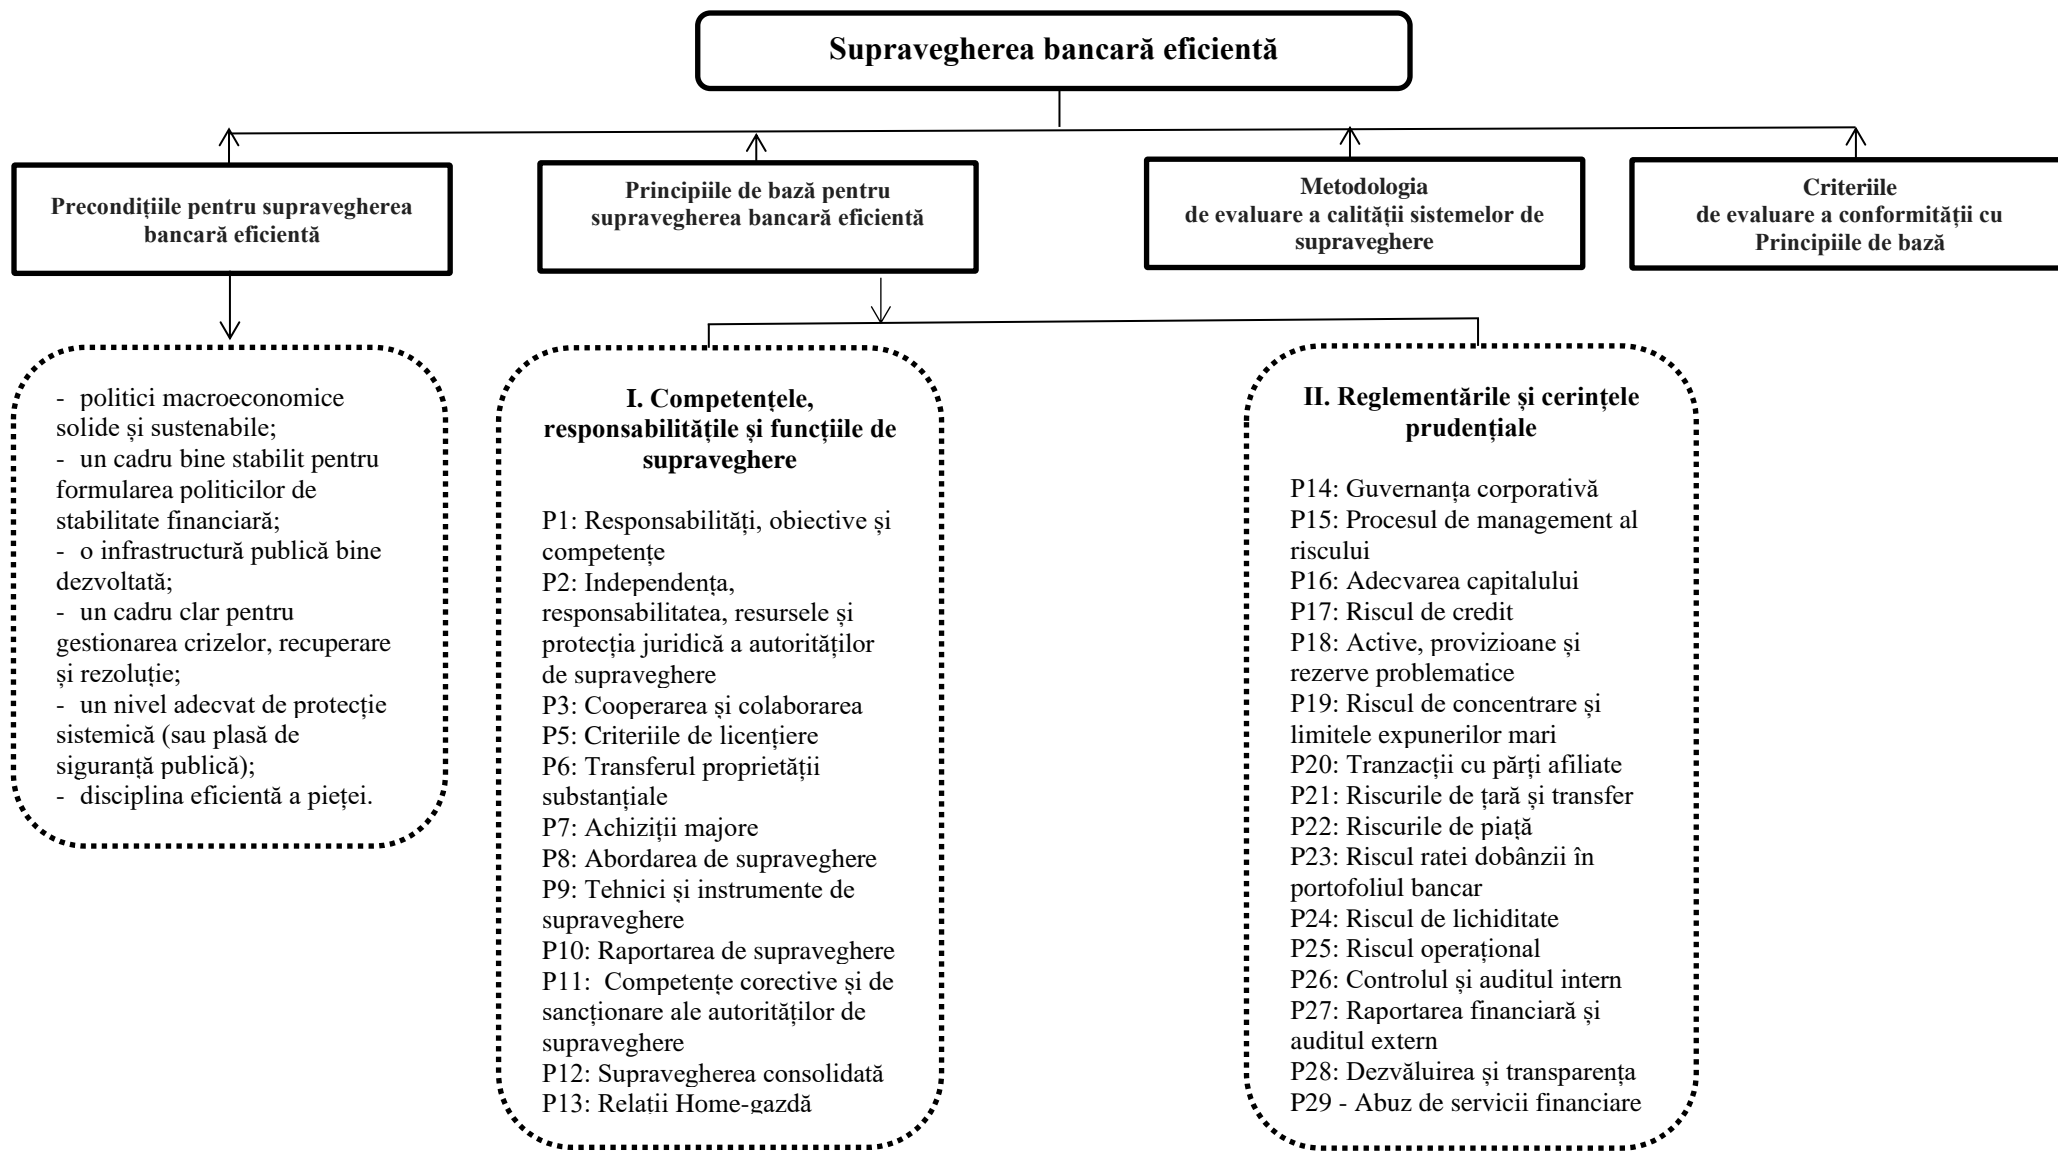 Supravegherea bancară eficientă
Precondițiile pentru supravegherea
bancară eficientă
Principiile de bază pentru
supravegherea bancară eficientă
Metodologia
de evaluare a calității sistemelor de
supraveghere
Criteriile
de evaluare a conformității cu
Principiile de bază
- politici macroeconomice
solide și sustenabile;
- un cadru bine stabilit pentru
formularea politicilor de
stabilitate financiară;
- o infrastructură publică bine
dezvoltată;
- un cadru clar pentru
gestionarea crizelor, recuperare
și rezoluție;
- un nivel adecvat de protecție
sistemică (sau plasă de
siguranță publică);
- disciplina eficientă a pieței.
I. Competențele,
responsabilitățile și funcțiile de
supraveghere
P1: Responsabilități, obiective și
competențe
P2: Independența,
responsabilitatea, resursele și
protecția juridică a autorităților
de supraveghere
P3: Cooperarea și colaborarea
P5: Criteriile de licențiere
P6: Transferul proprietății
substanțiale
P7: Achiziții majore
P8: Abordarea de supraveghere
P9: Tehnici și instrumente de
supraveghere
P10: Raportarea de supraveghere
P11: Competențe corective și de
sancționare ale autorităților de
supraveghere
P12: Supravegherea consolidată
P13: Relații Home-gazdă
II. Reglementările și cerințele
prudențiale
P14: Guvernanța corporativă
P15: Procesul de management al
riscului
P16: Adecvarea capitalului
P17: Riscul de credit
P18: Active, provizioane și
rezerve problematice
P19: Riscul de concentrare și
limitele expunerilor mari
P20: Tranzacții cu părți afiliate
P21: Riscurile de țară și transfer
P22: Riscurile de piață
P23: Riscul ratei dobânzii în
portofoliul bancar
P24: Riscul de lichiditate
P25: Riscul operațional
P26: Controlul și auditul intern
P27: Raportarea financiară și
auditul extern
P28: Dezvăluirea și transparența
P29 - Abuz de servicii financiare